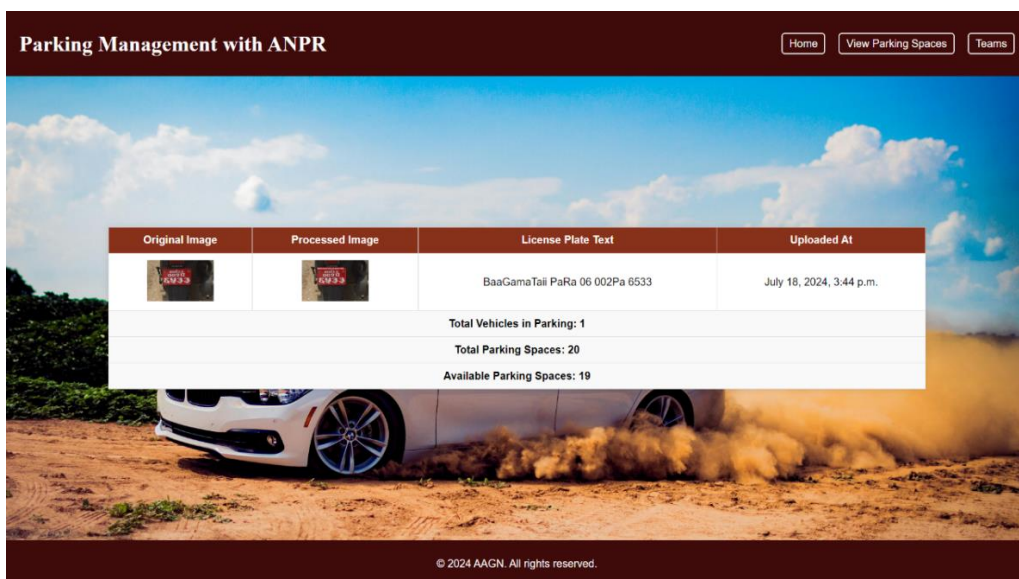 Parking Management with ANPR
Home View Parking Spaces Teams
Original Image Processed Image License Plate Text Uploaded At
BaaGamaTaii PaRa 06 002Pa 6533 July 18, 2024, 3:44 p.m.
Total Vehicles in Parking: 1
Total Parking Spaces: 20
Available Parking Spaces: 19
© 2024 AAGN. All rights reserved.